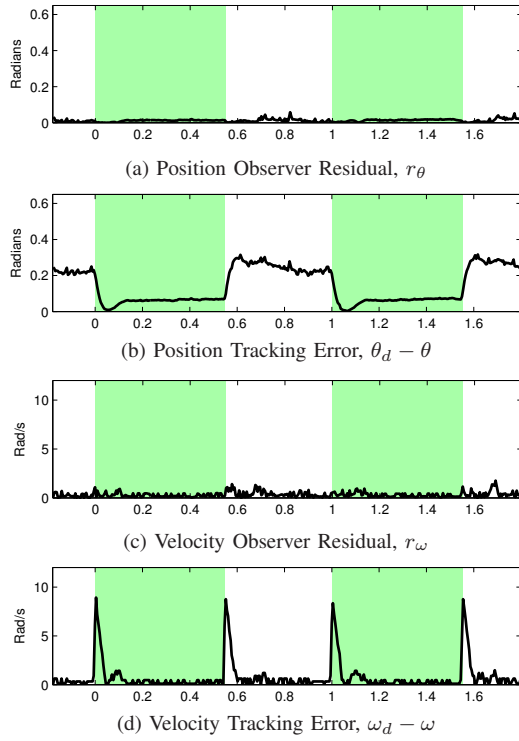 0.6
0.4
0.2
0
Radians
0 0.2 0.4 0.6 0.8 1 1.2 1.4 1.6
(a) Position Observer Residual, r_θ
0.6
0.4
0.2
0
Radians
0 0.2 0.4 0.6 0.8 1 1.2 1.4 1.6
(b) Position Tracking Error, θ_d − θ
10
5
0
Rad/s
0 0.2 0.4 0.6 0.8 1 1.2 1.4 1.6
(c) Velocity Observer Residual, r_ω
10
5
0
Rad/s
0 0.2 0.4 0.6 0.8 1 1.2 1.4 1.6
(d) Velocity Tracking Error, ω_d − ω